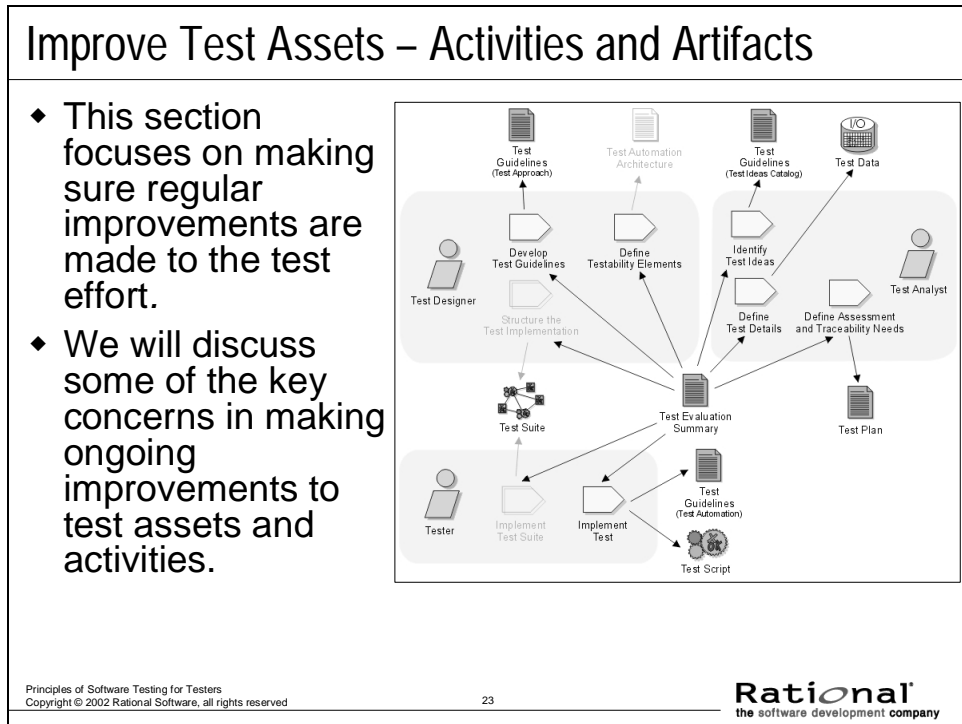 Improve Test Assets – Activities and Artifacts
◆ This section
focuses on making
sure regular
improvements are
made to the test
effort.
◆ We will discuss
some of the key
concerns in making
ongoing
improvements to
test assets and
activities.
Test
Guidelines
(Test Approach)
Test Automation
Architecture
Test
Guidelines
(Test Ideas Catalog)
I/O
Test Data
Test Designer
Develop
Test Guidelines
Define
Testability Elements
Identify
Test Ideas
Test Analyst
Structure the
Test Implementation
Define
Test Details
Define Assessment
and Traceability Needs
Test Suite
Test Evaluation
Summary
Test Plan
Tester
Implement
Test Suite
Implement
Test
Test
Guidelines
(Test Automation)
Test Script
Principles of Software Testing for Testers
Copyright © 2002 Rational Software, all rights reserved
23
Rational
the software development company